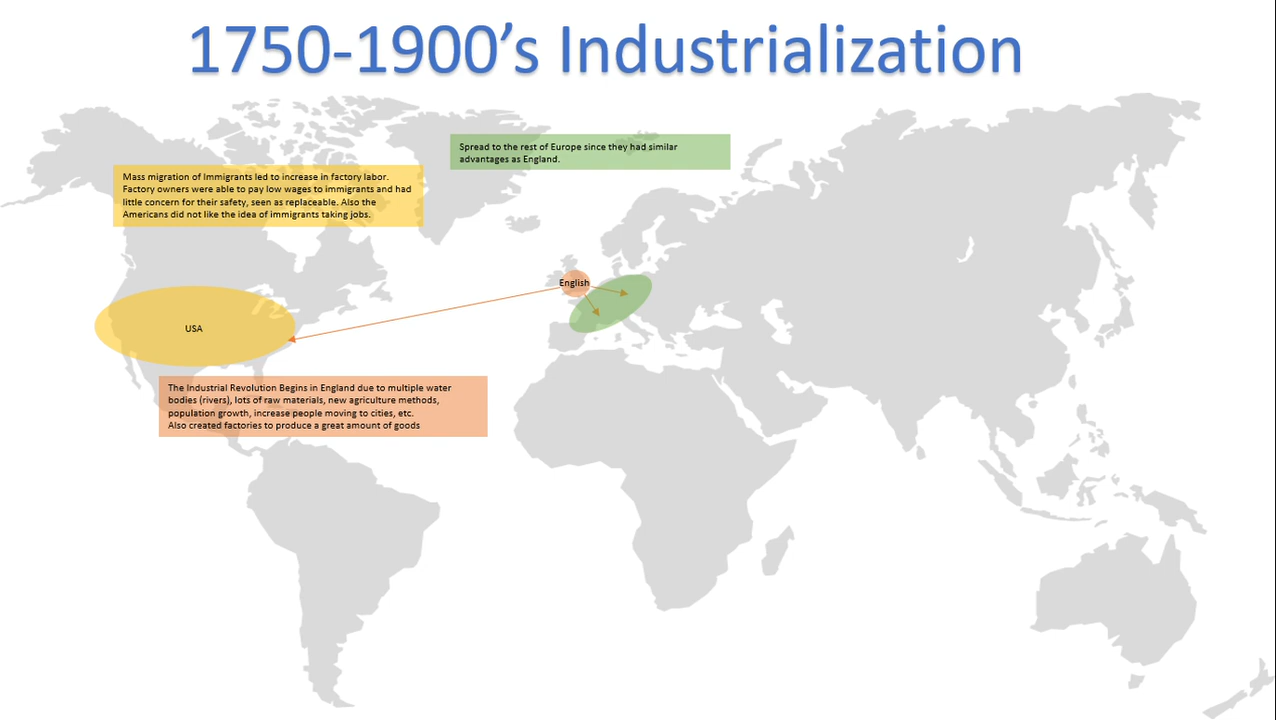 1750-1900’s Industrialization
Spread to the rest of Europe since they had similar
advantages as England.
Mass migration of Immigrants led to increase in factory labor.
Factory owners were able to pay low wages to immigrants and had
little concern for their safety, seen as replaceable. Also the
Americans did not like the idea of immigrants taking jobs.
English
USA
The Industrial Revolution Begins in England due to multiple water
bodies (rivers), lots of raw materials, new agriculture methods,
population growth, increase people moving to cities, etc.
Also created factories to produce a great amount of goods